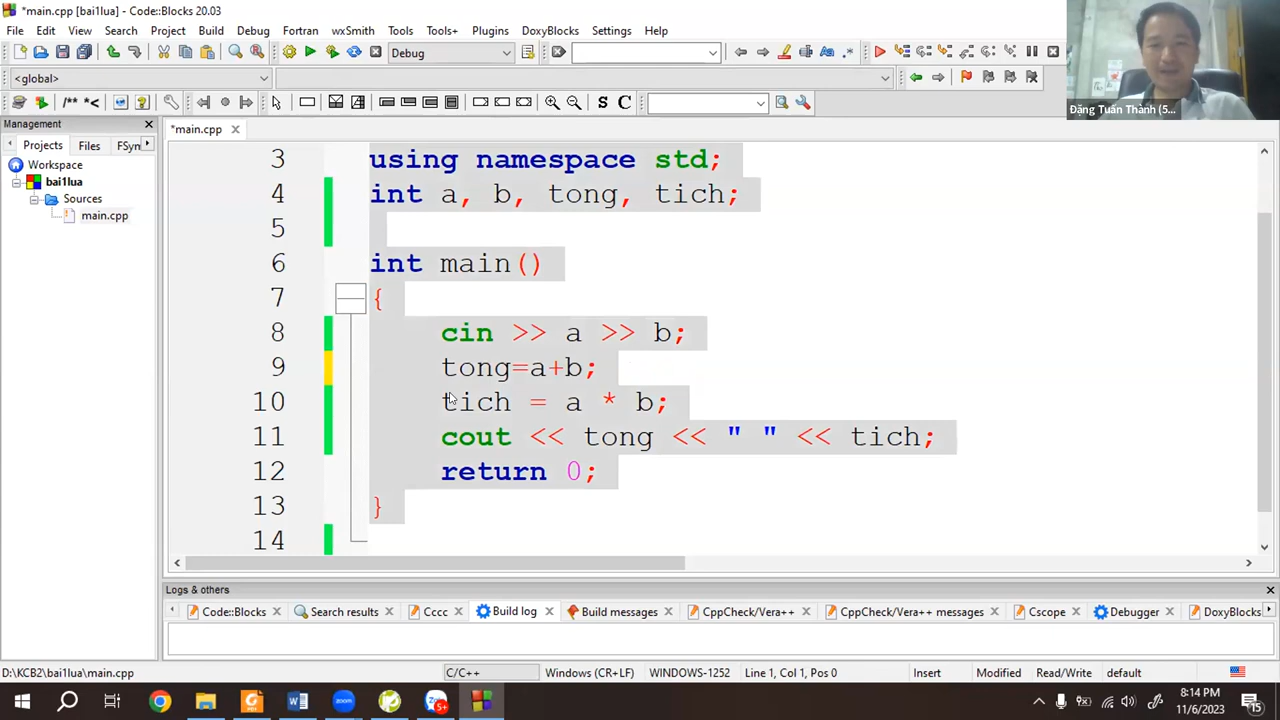 *main.cpp [bai1lua] - Code::Blocks 20.03
File Edit View Search Project Build Debug Fortran wxSmith Tools Tools+ Plugins DoxyBlocks Settings Help
Debug
<global>
/** *<
S C
Management
Projects Files FSyn
Workspace
bai1lua
Sources
main.cpp
*main.cpp
3 using namespace std;
4 int a, b, tong, tich;
5
6 int main()
7 {
8 cin >> a >> b;
9 tong=a+b;
10 tich = a * b;
11 cout << tong << " " << tich;
12 return 0;
13 }
14
Đặng Tuấn Thành (5...
Logs & others
Code::Blocks Search results Cccc Build log Build messages CppCheck/Vera++ CppCheck/Vera++ messages Cscope Debugger DoxyBlocks
D:\KCB2\bai1lua\main.cpp C/C++ Windows (CR+LF) WINDOWS-1252 Line 1, Col 1, Pos 0 Insert Modified Read/Write default
5+
8:14 PM
11/6/2023
15